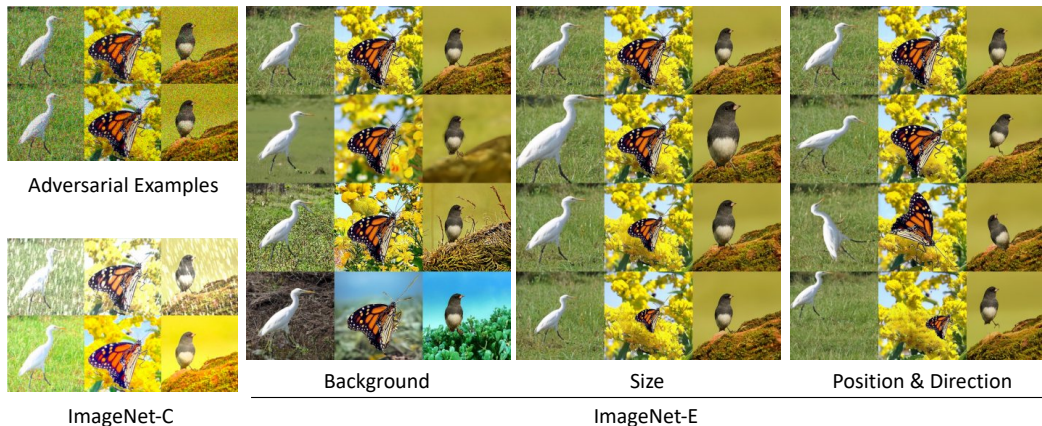 Adversarial Examples
ImageNet-C
Background
Size
Position & Direction
ImageNet-E